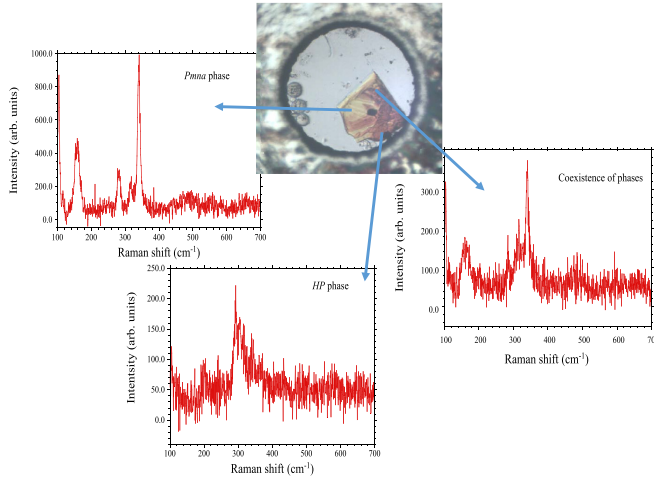 Pmna phase
Intensity (arb. units)
1000.0
800.0
600.0
400.0
200.0
0.0
100 200 300 400 500 600 700
Raman shift (cm-1)
Coexistence of phases
Intensity (arb. units)
300.0
200.0
100.0
0.0
100 200 300 400 500 600 700
Raman shift (cm-1)
HP phase
Intentsity (arb. units)
250.0
200.0
150.0
100.0
50.0
0.0
100 200 300 400 500 600 700
Raman shift (cm-1)